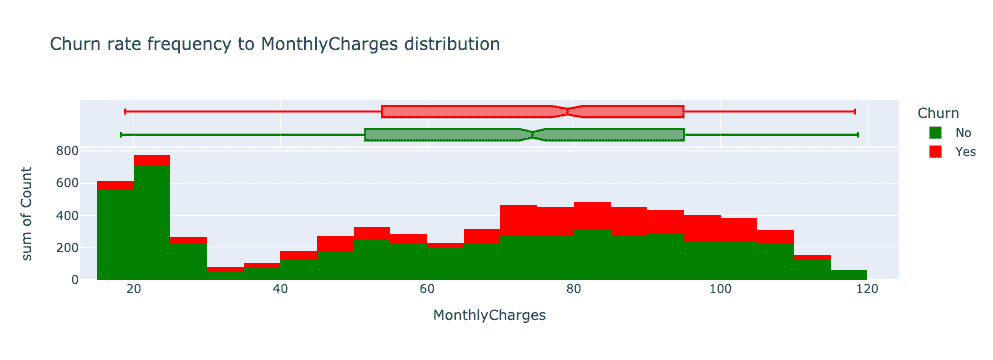 Churn rate frequency to MonthlyCharges distribution
Churn
No
Yes
sum of Count
800
600
400
200
0
20 40 60 80 100 120
MonthlyCharges